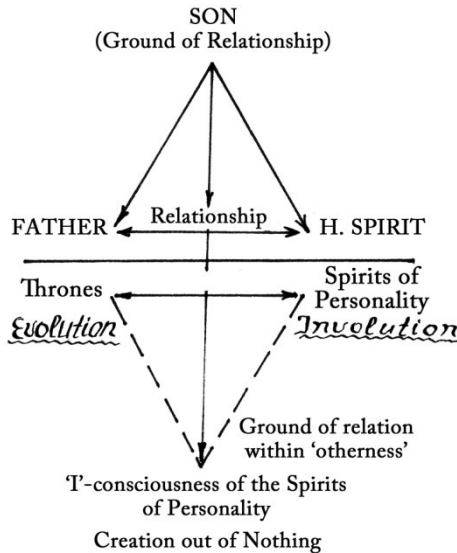 SON
(Ground of Relationship)
Relationship
FATHER
H. SPIRIT
Thrones
Spirits of
Personality
Evolution
Involution
Ground of relation
within 'otherness'
'I'-consciousness of the Spirits
of Personality
Creation out of Nothing